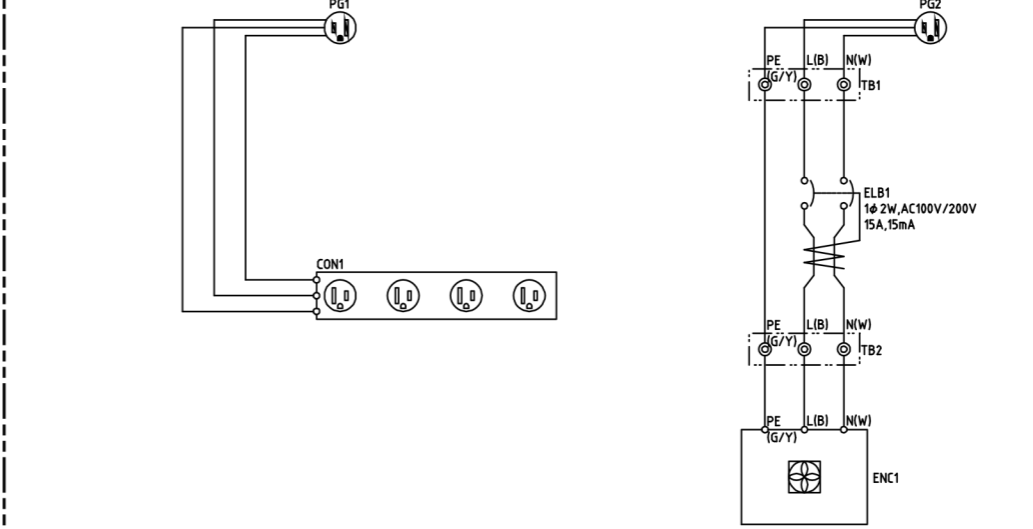 PG1
PG2
PE
L(B)
N(W)
(G/Y)
TB1
ELB1
1φ 2W,AC100V/200V
15A,15mA
CON1
PE
L(B)
N(W)
(G/Y)
TB2
PE
L(B)
N(W)
(G/Y)
ENC1